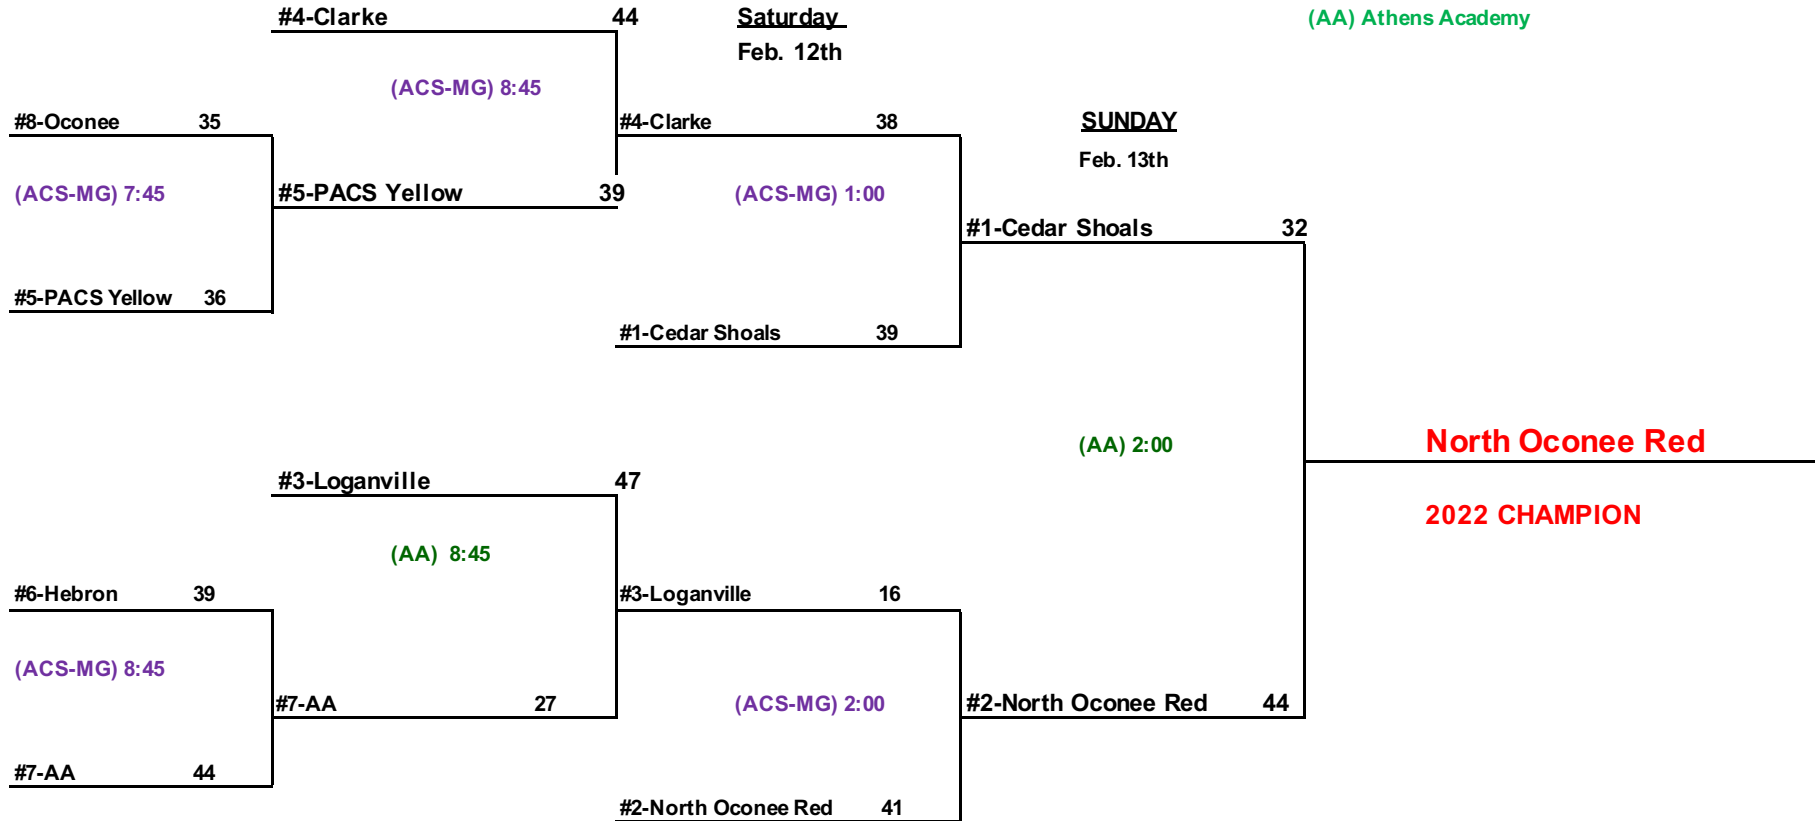 #4-Clarke 44 Saturday (AA) Athens Academy
Feb. 12th
(ACS-MG) 8:45
#8-Oconee 35 #4-Clarke 38 SUNDAY
Feb. 13th
(ACS-MG) 7:45 #5-PACS Yellow 39 (ACS-MG) 1:00
#1-Cedar Shoals 32
#5-PACS Yellow 36
#1-Cedar Shoals 39
(AA) 2:00 North Oconee Red
#3-Loganville 47
2022 CHAMPION
(AA) 8:45
#6-Hebron 39 #3-Loganville 16
(ACS-MG) 8:45
#7-AA 27 (ACS-MG) 2:00 #2-North Oconee Red 44
#7-AA 44
#2-North Oconee Red 41